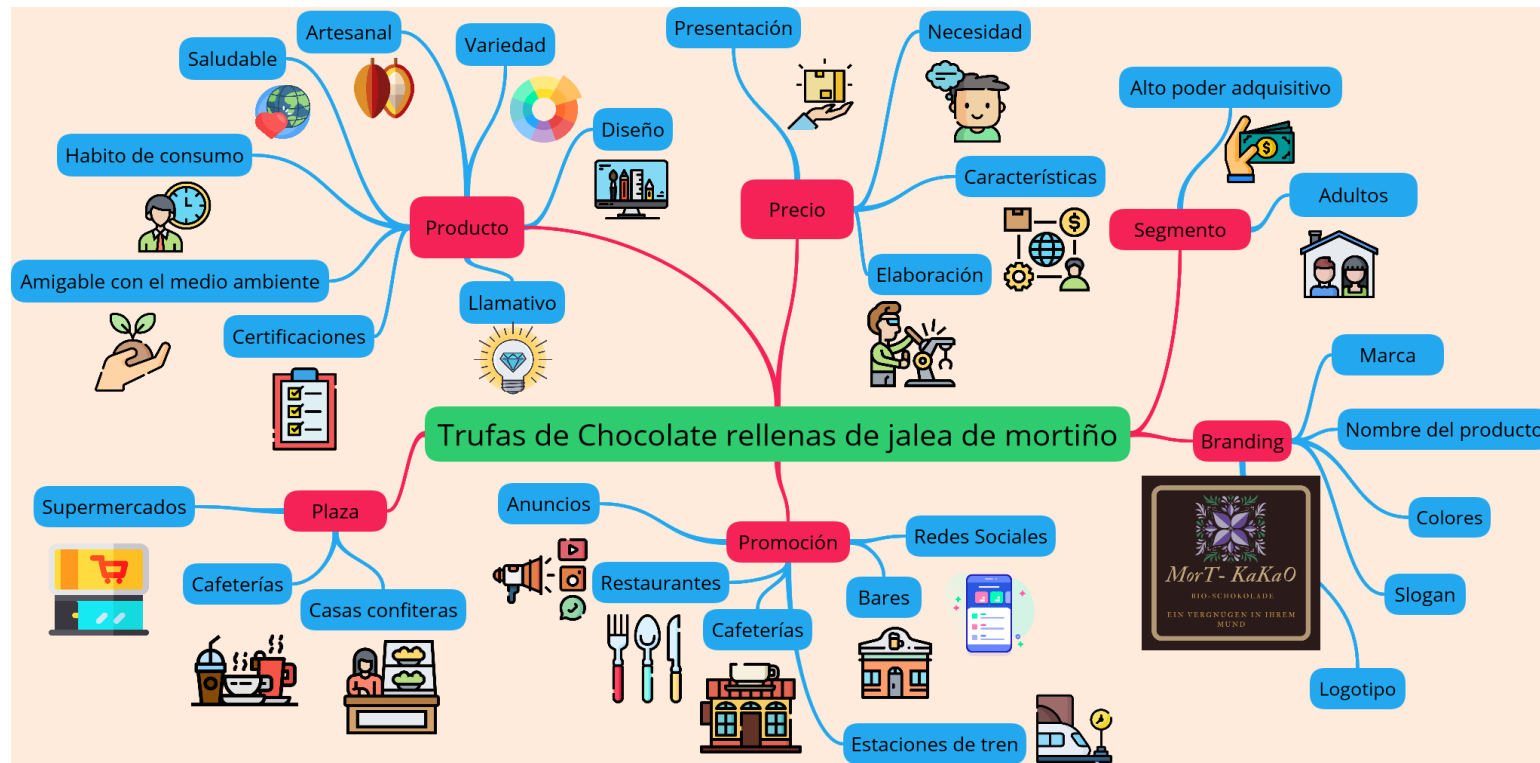 Artesanal
Variedad
Saludable
Diseño
Habito de consumo
Producto
Amigable con el medio ambiente
Llamativo
Certificaciones
Presentación
Necesidad
Precio
Características
Elaboración
Alto poder adquisitivo
Adultos
Segmento
Trufas de Chocolate rellenas de jalea de mortiño
Marca
Nombre del producto
Branding
Colores
Slogan
Logotipo
MorT- KaKaO
BIO-SCHOKOLADE
EIN VERGNÜGEN IN IHREM
MUND
Supermercados
Plaza
Cafeterías
Casas confiteras
Anuncios
Promoción
Redes Sociales
Restaurantes
Bares
Cafeterías
Estaciones de tren